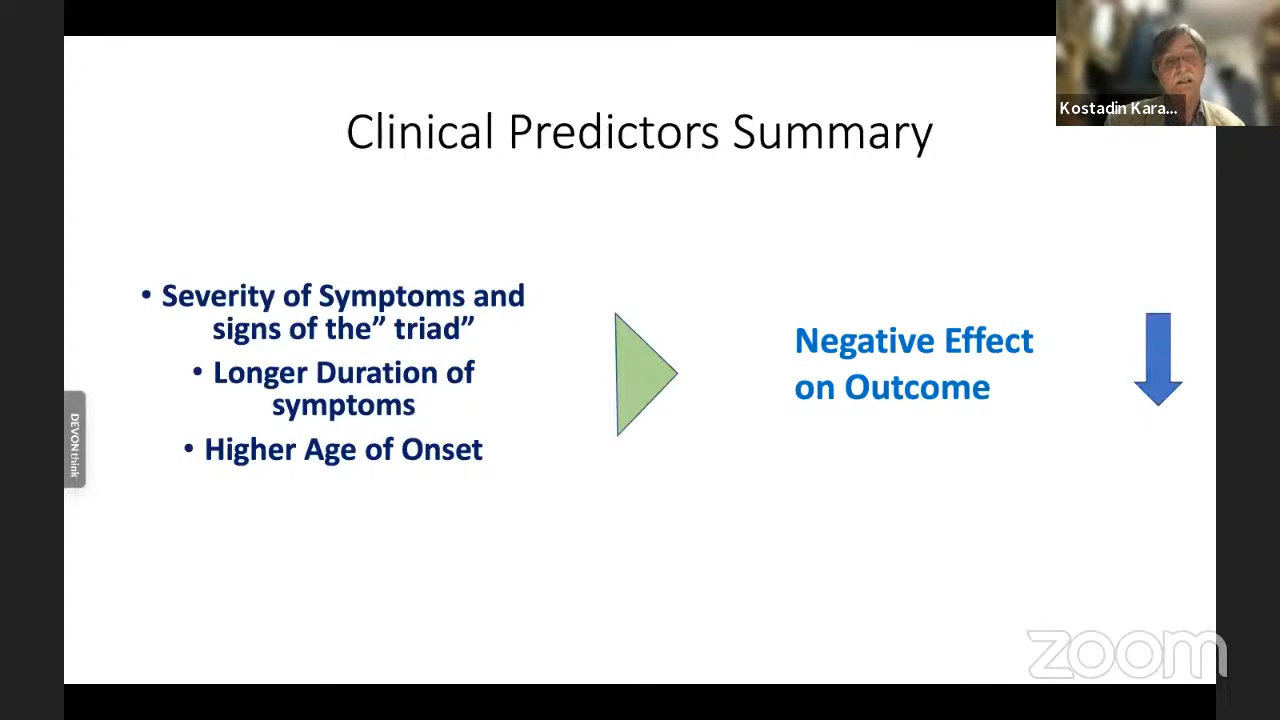 Kostadin Kara...
Clinical Predictors Summary
• Severity of Symptoms and
signs of the” triad”
• Longer Duration of
symptoms
• Higher Age of Onset
Negative Effect
on Outcome
DEVONthink
zoom